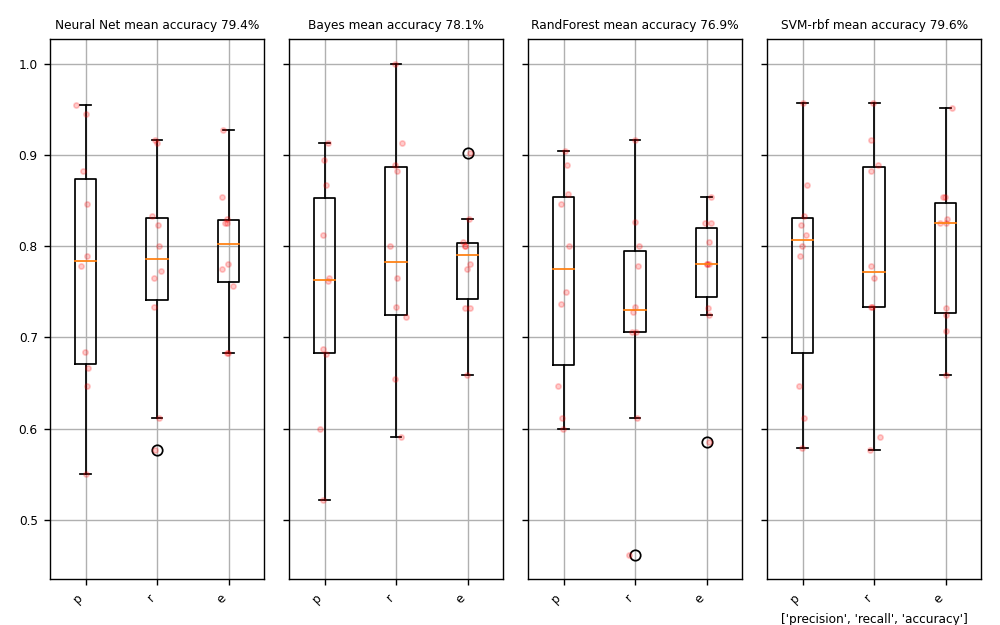 Neural Net mean accuracy 79.4%
Bayes mean accuracy 78.1%
RandForest mean accuracy 76.9%
SVM-rbf mean accuracy 79.6%
1.0
0.9
0.8
0.7
0.6
0.5
p r e
p r e
p r e
p r e
['precision', 'recall', 'accuracy']